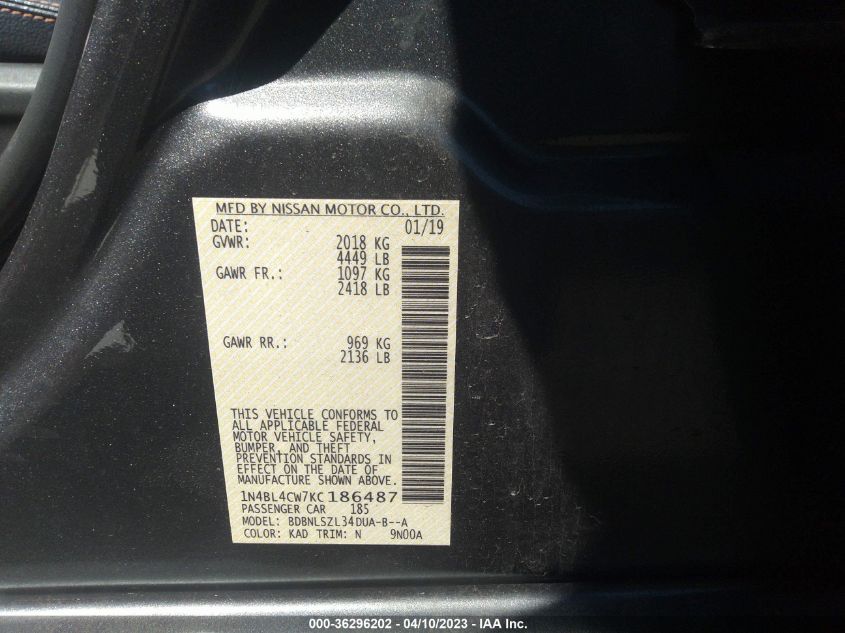 MFD BY NISSAN MOTOR CO., LTD.
DATE: 01/19
GVWR: 2018 KG
4449 LB
GAWR FR.: 1097 KG
2418 LB
GAWR RR.: 969 KG
2136 LB
THIS VEHICLE CONFORMS TO
ALL APPLICABLE FEDERAL
MOTOR VEHICLE SAFETY,
BUMPER, AND THEFT
PREVENTION STANDARDS IN
EFFECT ON THE DATE OF
MANUFACTURE SHOWN ABOVE.
1N4BL4CW7KC186487
PASSENGER CAR 185
MODEL: BDBNLSZL34DUA-B--A
COLOR: KAD TRIM: N 9N00A
000-36296202 - 04/10/2023 - IAA Inc.